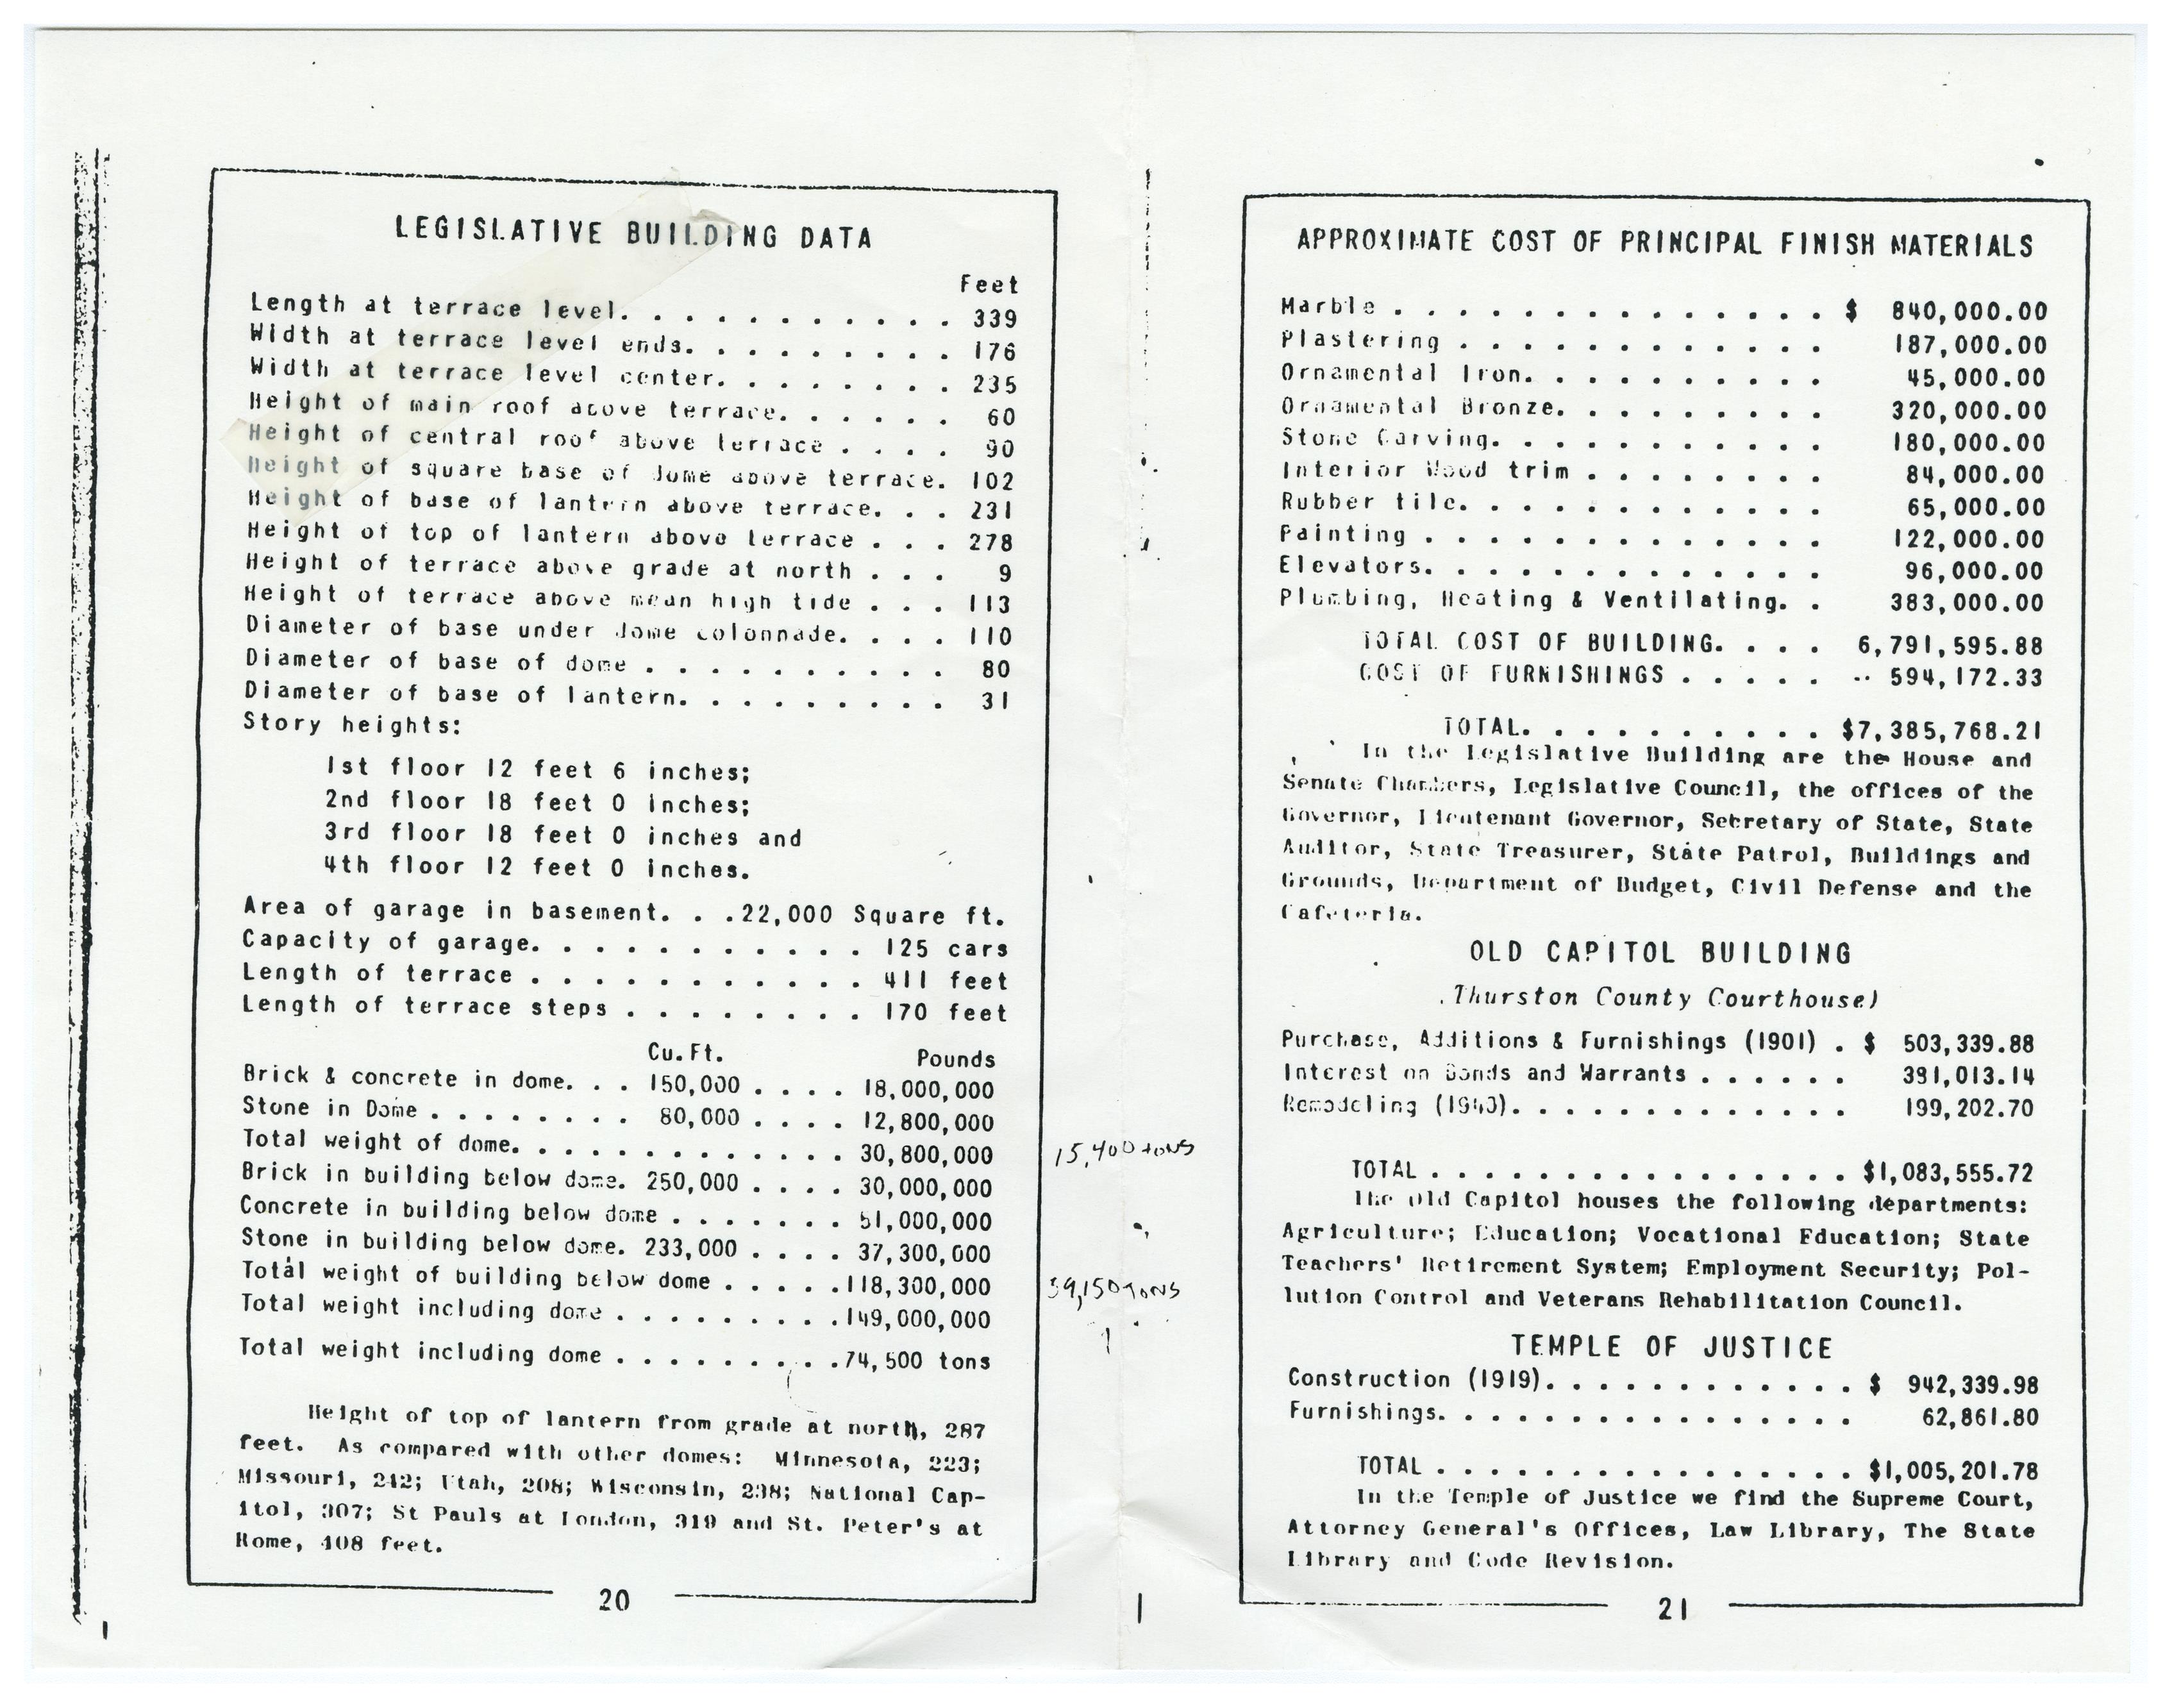 LEGISLATIVE BUILDING DATA
Feet
Length at terrace level. . . . . . . . . . . . 339
Width at terrace level ends. . . . . . . . . 176
Width at terrace level center. . . . . . . . 235
Height of main roof above terrace. . . . . . 60
Height of central roof above terrace . . . . 90
Height of square base of dome above terrace. 102
Height of base of lantern above terrace. . . 231
Height of top of lantern above terrace . . . 278
Height of terrace above grade at north . . . 9
Height of terrace above mean high tide . . . 113
Diameter of base under dome colonnade. . . . 110
Diameter of base of dome . . . . . . . . . . 80
Diameter of base of lantern. . . . . . . . . 31
Story heights:
1st floor 12 feet 6 inches;
2nd floor 18 feet 0 inches;
3rd floor 18 feet 0 inches and
4th floor 12 feet 0 inches.
Area of garage in basement. . .22,000 Square ft.
Capacity of garage. . . . . . . . . . . 125 cars
Length of terrace . . . . . . . . . . . 411 feet
Length of terrace steps . . . . . . . . 170 feet
Cu.Ft. Pounds
Brick & concrete in dome. . . 150,000 . . . . 18,000,000
Stone in Dome . . . . . . . 80,000 . . . . 12,800,000
Total weight of dome. . . . . . . . . . . . . 30,800,000
15,400 tons
Brick in building below dome. 250,000 . . . . 30,000,000
Concrete in building below dome . . . . . . . 51,000,000
Stone in building below dome. 233,000 . . . . 37,300,000
Total weight of building below dome . . . . .118,300,000
59,150 TONS
Total weight including dome . . . . . . . . .149,000,000
Total weight including dome . . . . . . . . .74,500 tons
Height of top of lantern from grade at north, 287
feet. As compared with other domes: Minnesota, 223;
Missouri, 242; Utah, 208; Wisconsin, 238; National Cap-
itol, 307; St Pauls at London, 319 and St. Peter's at
Rome, 408 feet.
20
APPROXIMATE COST OF PRINCIPAL FINISH MATERIALS
Marble . . . . . . . . . . . . . . . $ 840,000.00
Plastering . . . . . . . . . . . . . 187,000.00
Ornamental Iron. . . . . . . . . . . 45,000.00
Ornamental Bronze. . . . . . . . . . 320,000.00
Stone Carving. . . . . . . . . . . . 180,000.00
Interior Wood trim . . . . . . . . . 84,000.00
Rubber tile. . . . . . . . . . . . . 65,000.00
Painting . . . . . . . . . . . . . . 122,000.00
Elevators. . . . . . . . . . . . . . 96,000.00
Plumbing, Heating & Ventilating. . 383,000.00
TOTAL COST OF BUILDING. . . . 6,791,595.88
COST OF FURNISHINGS . . . . . 594,172.33
TOTAL. . . . . . . . . . $7,385,768.21
In the Legislative Building are the House and
Senate Chambers, Legislative Council, the offices of the
Governor, Lieutenant Governor, Secretary of State, State
Auditor, State Treasurer, State Patrol, Buildings and
Grounds, Department of Budget, Civil Defense and the
Cafeteria.
OLD CAPITOL BUILDING
Thurston County Courthouse)
Purchase, Additions & Furnishings (1901) . $ 503,339.88
Interest on Bonds and Warrants . . . . . . 381,013.14
Remodeling (1940). . . . . . . . . . . . . 199,202.70
TOTAL . . . . . . . . . . . . . . . . $1,083,555.72
The Old Capitol houses the following departments:
Agriculture; Education; Vocational Education; State
Teachers' Retirement System; Employment Security; Pol-
lution Control and Veterans Rehabilitation Council.
TEMPLE OF JUSTICE
Construction (1919). . . . . . . . . . . . $ 942,339.98
Furnishings. . . . . . . . . . . . . . . 62,861.80
TOTAL . . . . . . . . . . . . . . . . $1,005,201.78
In the Temple of Justice we find the Supreme Court,
Attorney General's Offices, Law Library, The State
Library and Code Revision.
21